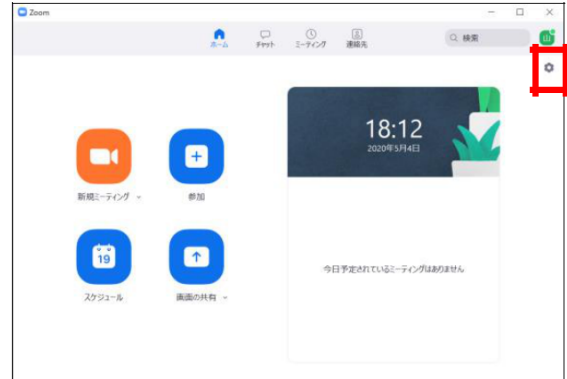 Zoom
ホーム
チャット
ミーティング
連絡先
検索
山
18:12
2020年5月4日
新規ミーティング
参加
19
スケジュール
画面の共有
今日予定されているミーティングはありません